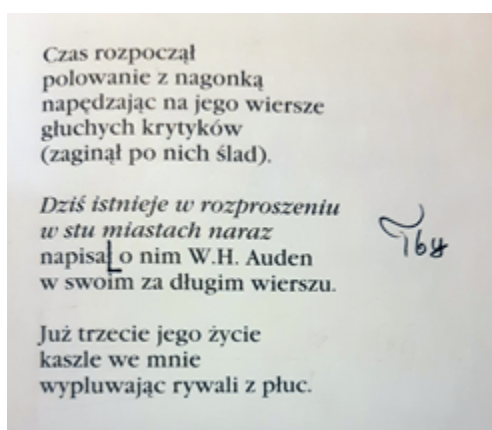 Czas rozpoczął
polowanie z nagonką
napędzając na jego wiersze
głuchych krytyków
(zaginął po nich ślad).
Dziś istnieje w rozproszeniu
w stu miastach naraz
napisał o nim W.H. Auden
w swoim za długim wierszu.
Już trzecie jego życie
kaszle we mnie
wypluwając rywali z płuc.